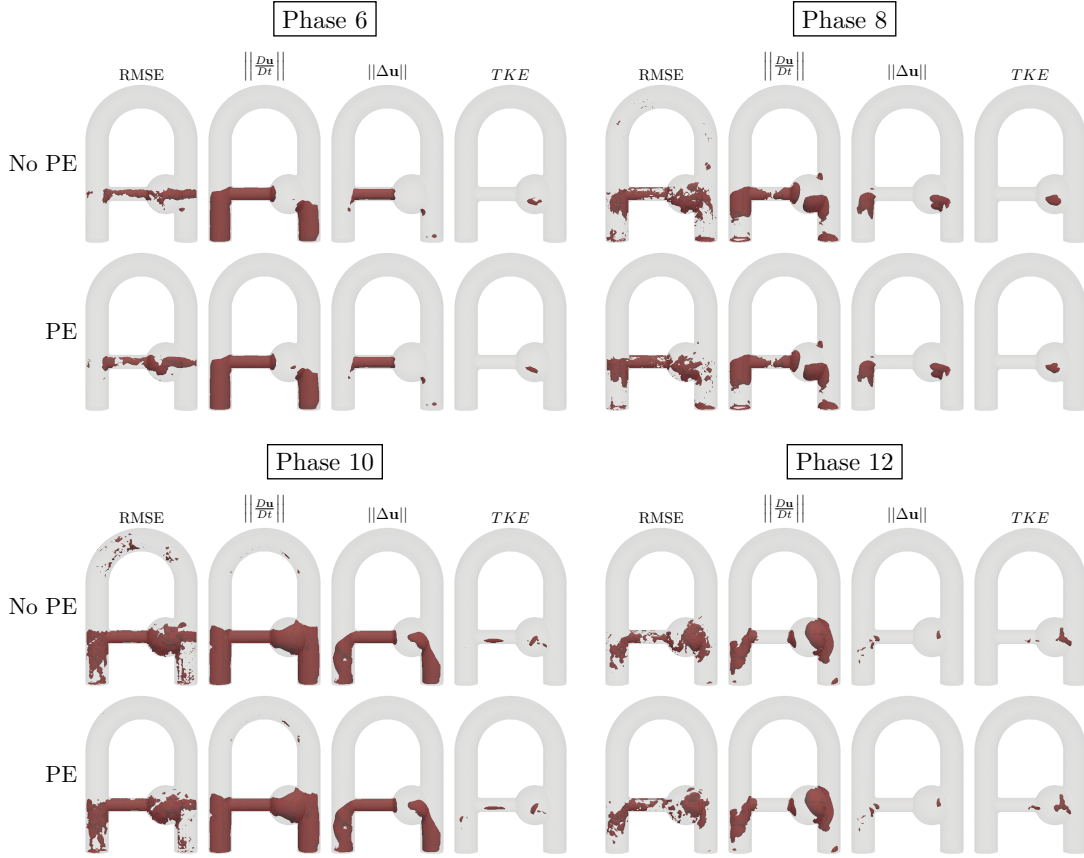 Phase 6
Phase 8
RMSE ||Du/Dt|| ||Δu|| TKE
RMSE ||Du/Dt|| ||Δu|| TKE
No PE
PE
Phase 10
Phase 12
RMSE ||Du/Dt|| ||Δu|| TKE
RMSE ||Du/Dt|| ||Δu|| TKE
No PE
PE